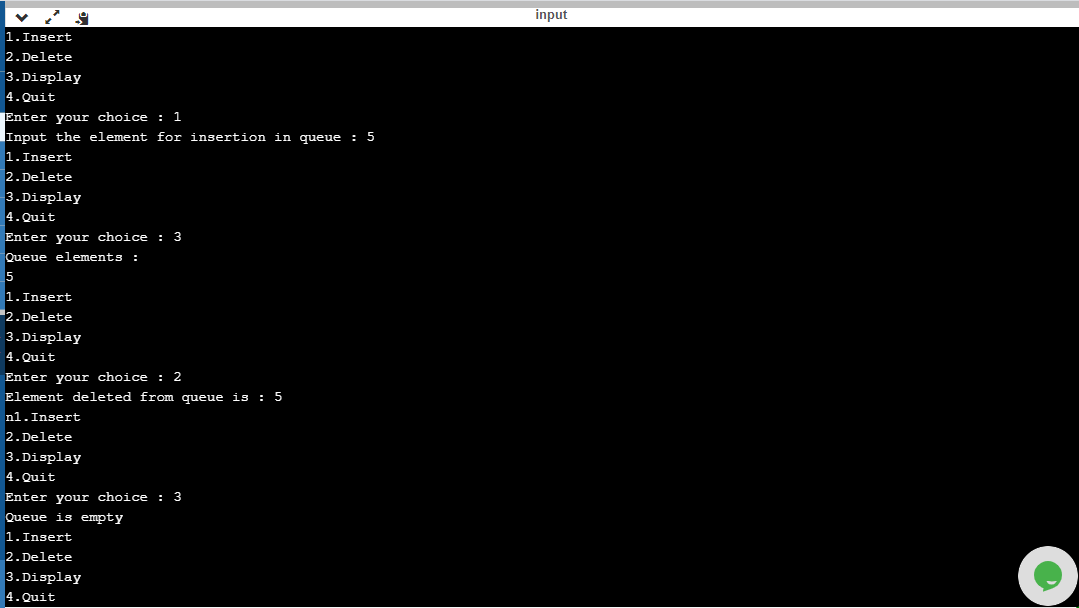 input
1.Insert
2.Delete
3.Display
4.Quit
Enter your choice : 1
Input the element for insertion in queue : 5
1.Insert
2.Delete
3.Display
4.Quit
Enter your choice : 3
Queue elements :
5
1.Insert
2.Delete
3.Display
4.Quit
Enter your choice : 2
Element deleted from queue is : 5
n1.Insert
2.Delete
3.Display
4.Quit
Enter your choice : 3
Queue is empty
1.Insert
2.Delete
3.Display
4.Quit